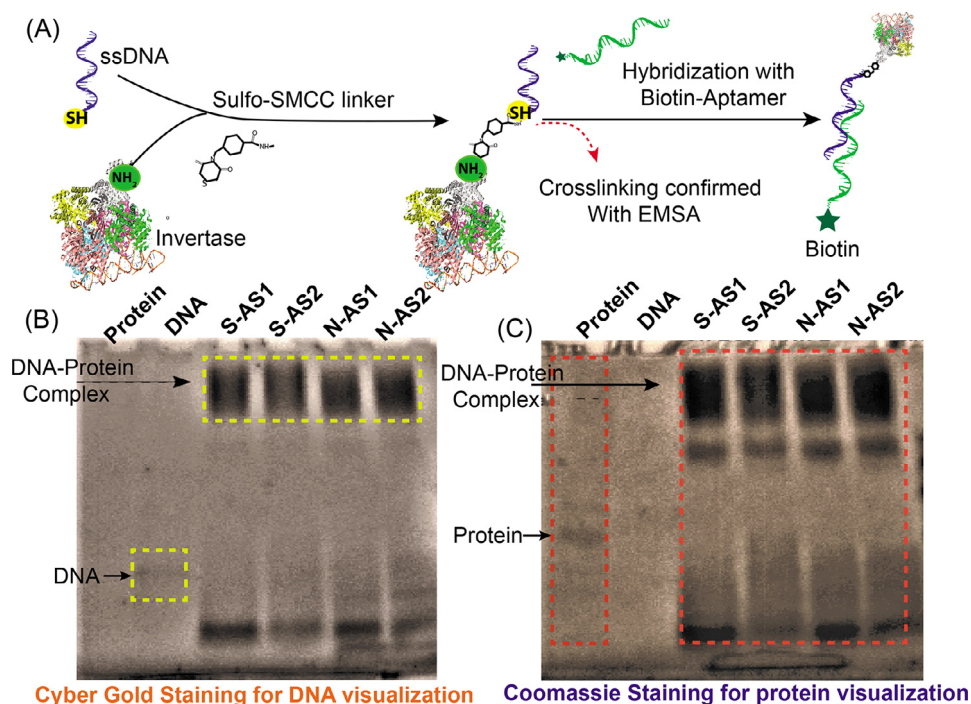 (A)
ssDNA
SH
Sulfo-SMCC linker
NH2
Invertase
SH
NH2
Hybridization with
Biotin-Aptamer
Crosslinking confirmed
With EMSA
Biotin
(B)
Protein
DNA
S-AS1
S-AS2
N-AS1
N-AS2
DNA-Protein
Complex
DNA
Cyber Gold Staining for DNA visualization
(C)
Protein
DNA
S-AS1
S-AS2
N-AS1
N-AS2
DNA-Protein
Complex
Protein
Coomassie Staining for protein visualization